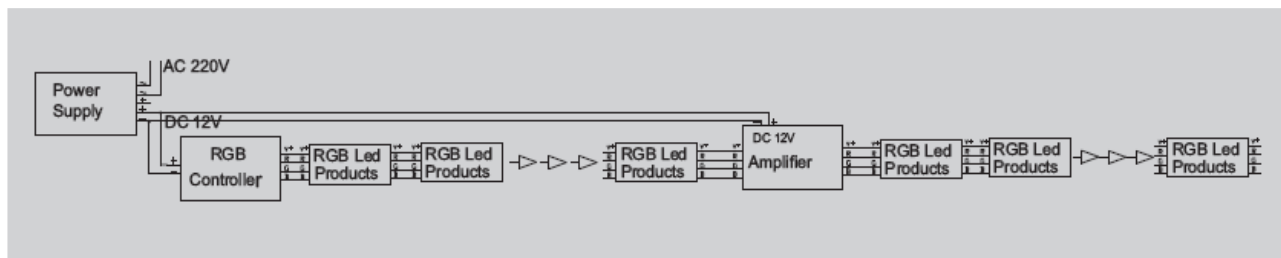 AC 220V
Power
Supply
DC 12V
RGB
Controller
RGB Led
Products
RGB Led
Products
RGB Led
Products
DC 12V
Amplifier
RGB Led
Products
RGB Led
Products
RGB Led
Products